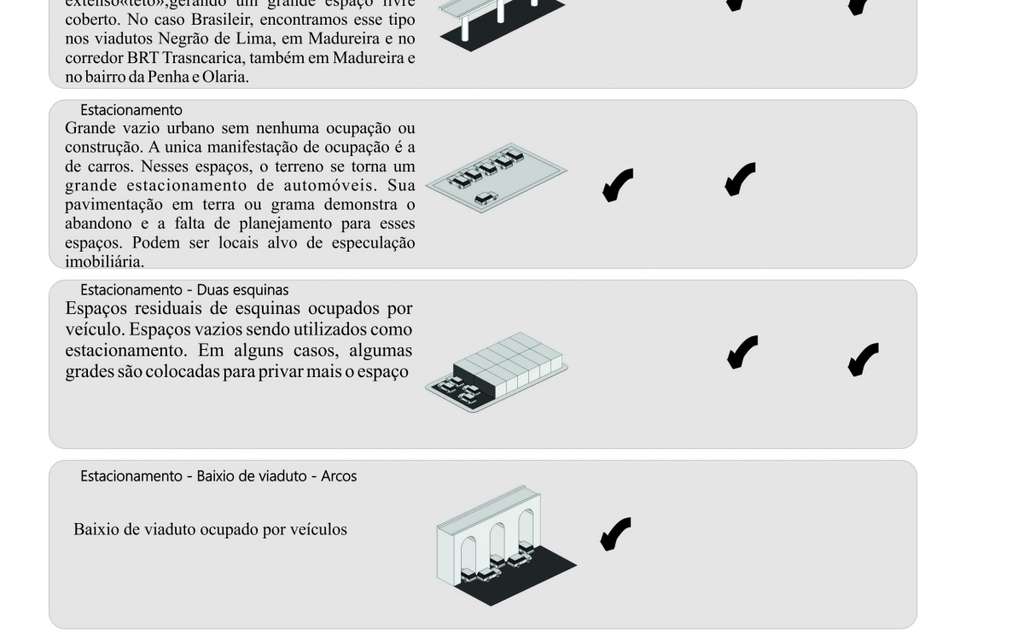 extenso«teto»,gerando um grande espaço livre
coberto. No caso Brasileir, encontramos esse tipo
nos viadutos Negrão de Lima, em Madureira e no
corredor BRT Trasncarica, também em Madureira e
no bairro da Penha e Olaria.
Estacionamento
Grande vazio urbano sem nenhuma ocupação ou
construção. A unica manifestação de ocupação é a
de carros. Nesses espaços, o terreno se torna um
grande estacionamento de automóveis. Sua
pavimentação em terra ou grama demonstra o
abandono e a falta de planejamento para esses
espaços. Podem ser locais alvo de especulação
imobiliária.
Estacionamento - Duas esquinas
Espaços residuais de esquinas ocupados por
veículo. Espaços vazios sendo utilizados como
estacionamento. Em alguns casos, algumas
grades são colocadas para privar mais o espaço
Estacionamento - Baixio de viaduto - Arcos
Baixio de viaduto ocupado por veículos